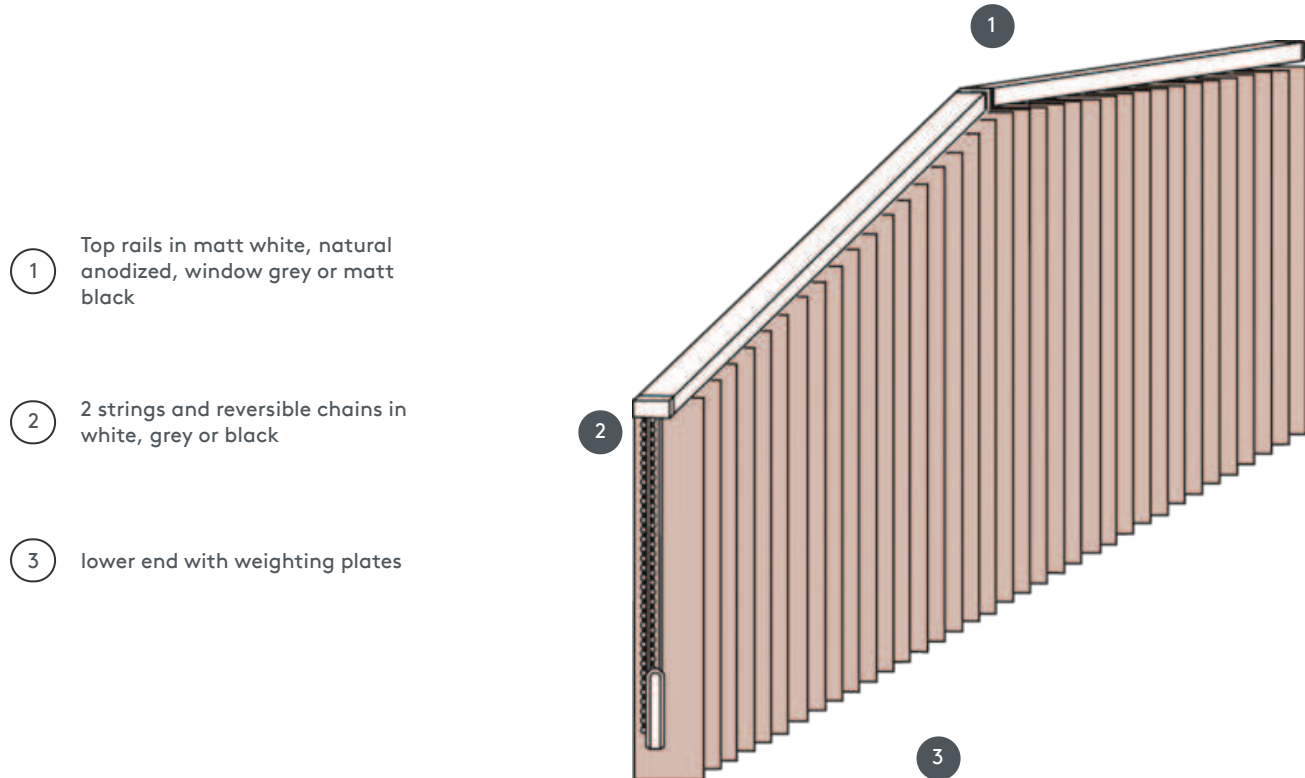 1
1
Top rails in matt white, natural
anodized, window grey or matt
black
2
2 strings and reversible chains in
white, grey or black
2
3
lower end with weighting plates
3